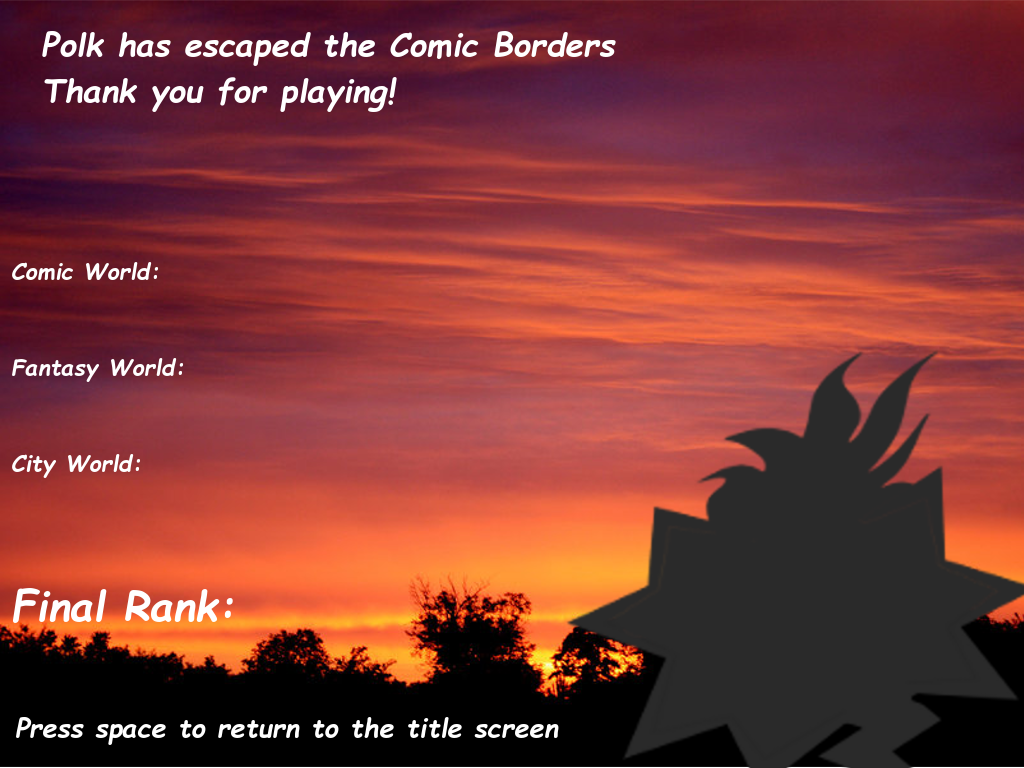 Polk has escaped the Comic Borders
Thank you for playing!
Comic World:
Fantasy World:
City World:
Final Rank:
Press space to return to the title screen